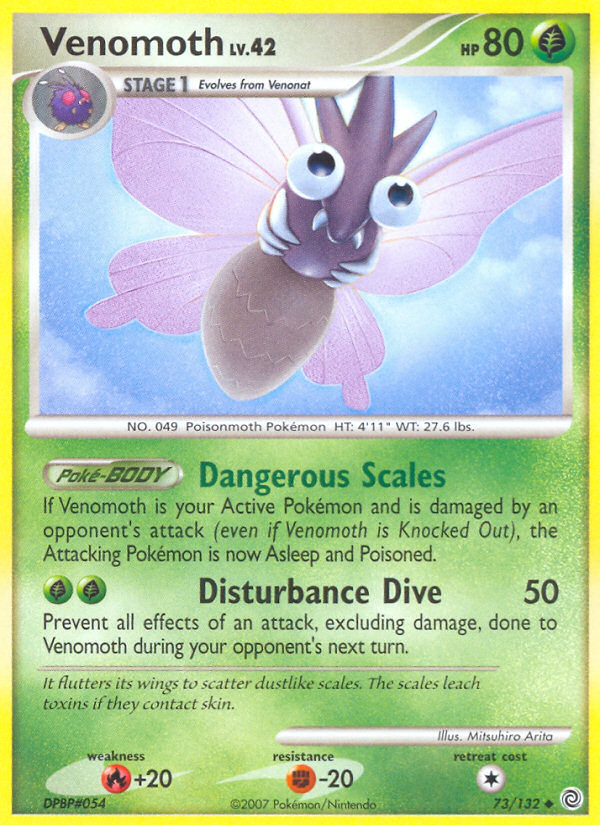 Venomoth LV.42 HP 80
STAGE 1 Evolves from Venonat
NO. 049 Poisonmoth Pokémon HT: 4'11" WT: 27.6 lbs.
Poké-BODY Dangerous Scales
If Venomoth is your Active Pokémon and is damaged by an
opponent's attack (even if Venomoth is Knocked Out), the
Attacking Pokémon is now Asleep and Poisoned.
Disturbance Dive 50
Prevent all effects of an attack, excluding damage, done to
Venomoth during your opponent's next turn.
It flutters its wings to scatter dustlike scales. The scales leach
toxins if they contact skin.
Illus. Mitsuhiro Arita
weakness resistance retreat cost
+20 -20
DPBP#054 ©2007 Pokémon/Nintendo 73/132